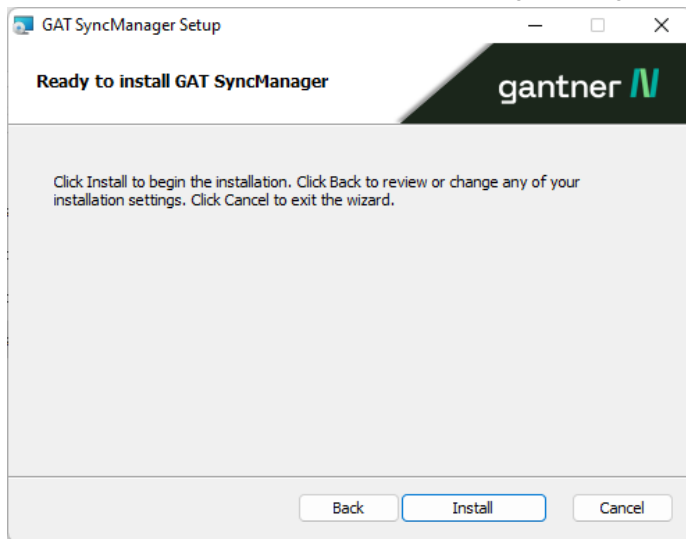 GAT SyncManager Setup
Ready to install GAT SyncManager
gantner
Click Install to begin the installation. Click Back to review or change any of your
installation settings. Click Cancel to exit the wizard.
Back
Install
Cancel